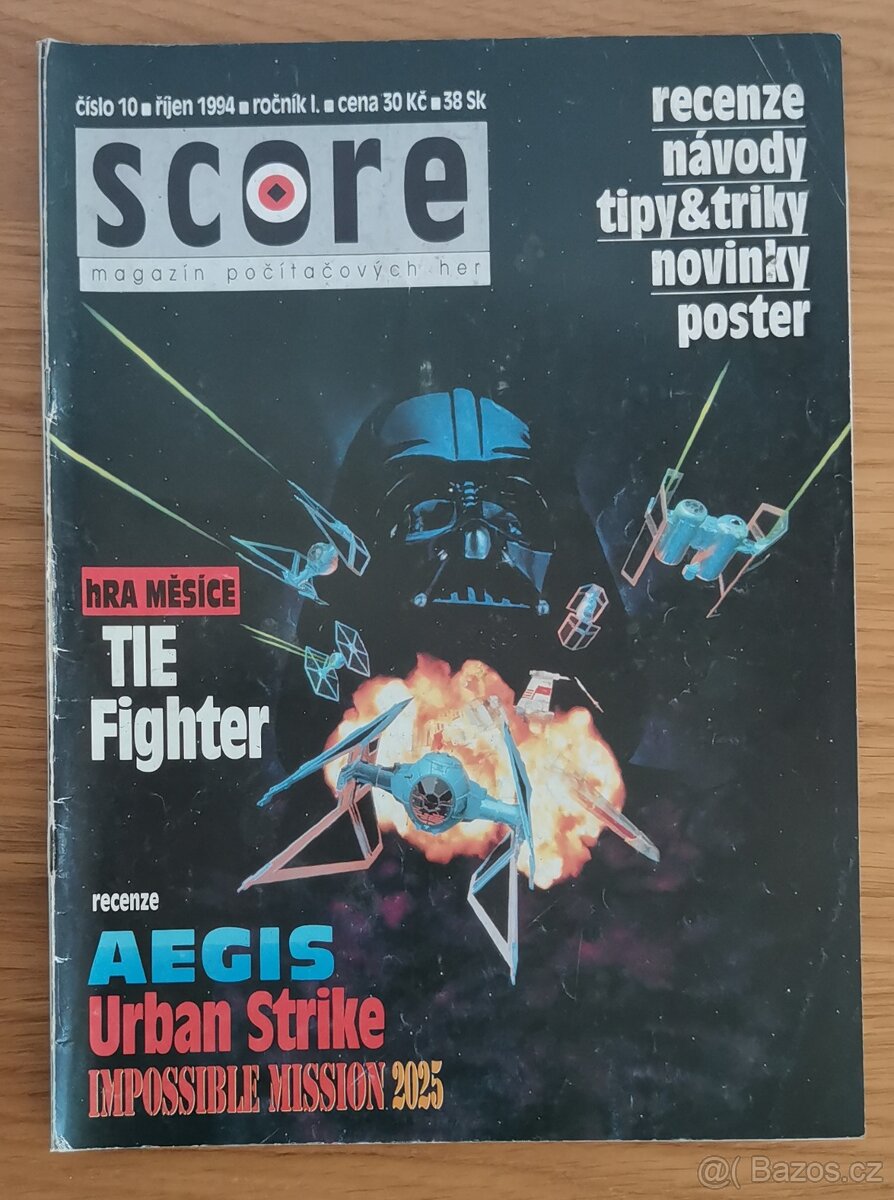 číslo 10 ■ říjen 1994 ■ ročník I. ■ cena 30 Kč ■ 38 Sk
score
magazín počítačových her
recenze
návody
tipy&triky
novinky
poster
hRA MĚSÍCE
TIE
Fighter
recenze
AEGIS
Urban Strike
IMPOSSIBLE MISSION 2025
@( Bazos.cz